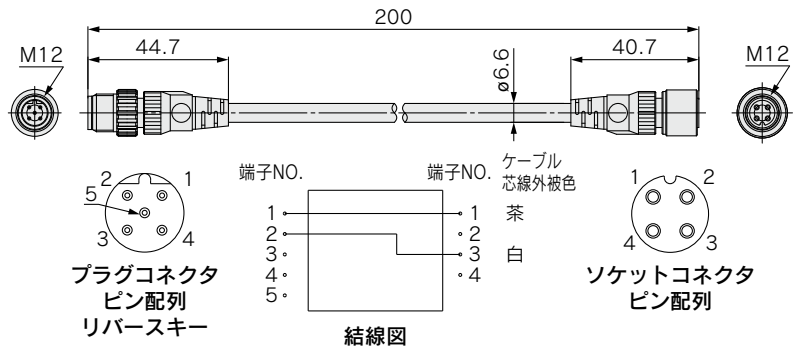 200
44.7
40.7
M12
M12
ø6.6
端子NO.
端子NO.
ケーブル
芯線外被色
2
1
5
3
4
1
2
3
4
5
1
2
3
4
茶
白
1
2
4
3
プラグコネクタ
ピン配列
リバースキー
結線図
ソケットコネクタ
ピン配列